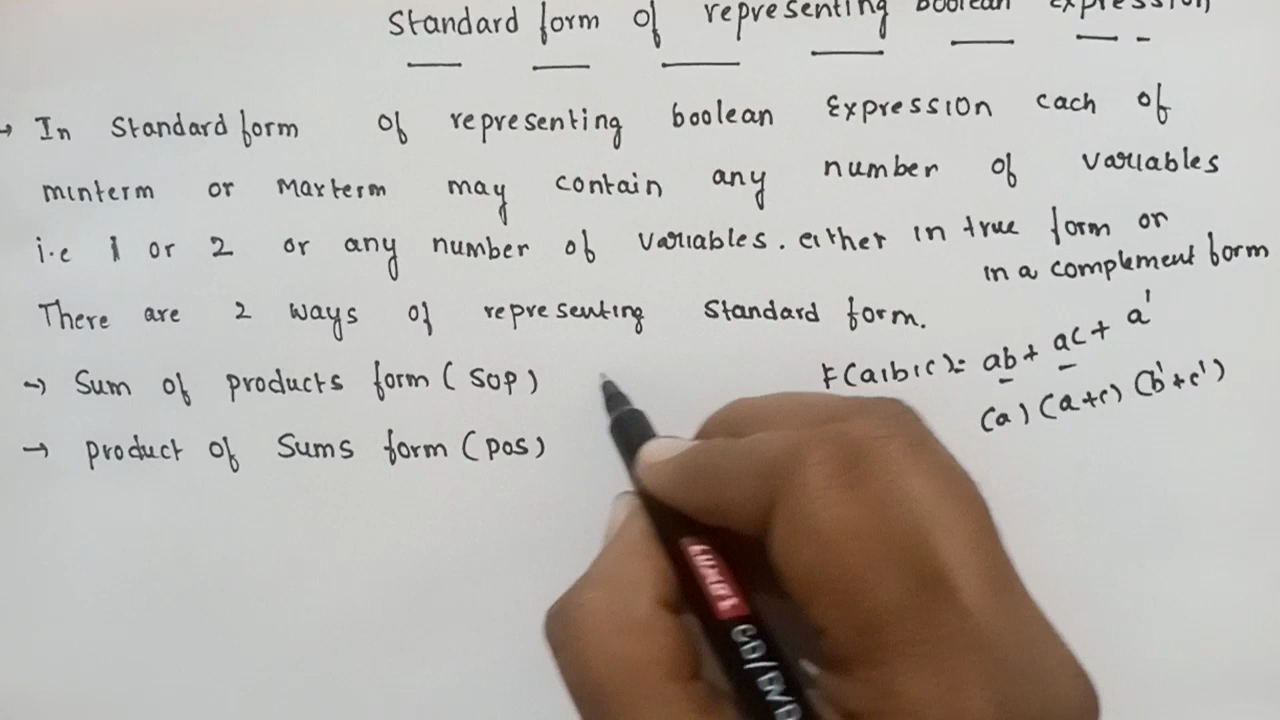 Standard form of representing boolean Expression
→ In Standard form of representing boolean Expression each of
minterm or Maxterm may contain any number of variables
i.e 1 or 2 or any number of variables. either in true form or
in a complement form
There are 2 ways of representing Standard form.
→ Sum of products form (SOP)
→ product of Sums form (POS)
F(a,b,c)= ab + ac + a'
(a) (a+c) (b'+c')
CD/DVD